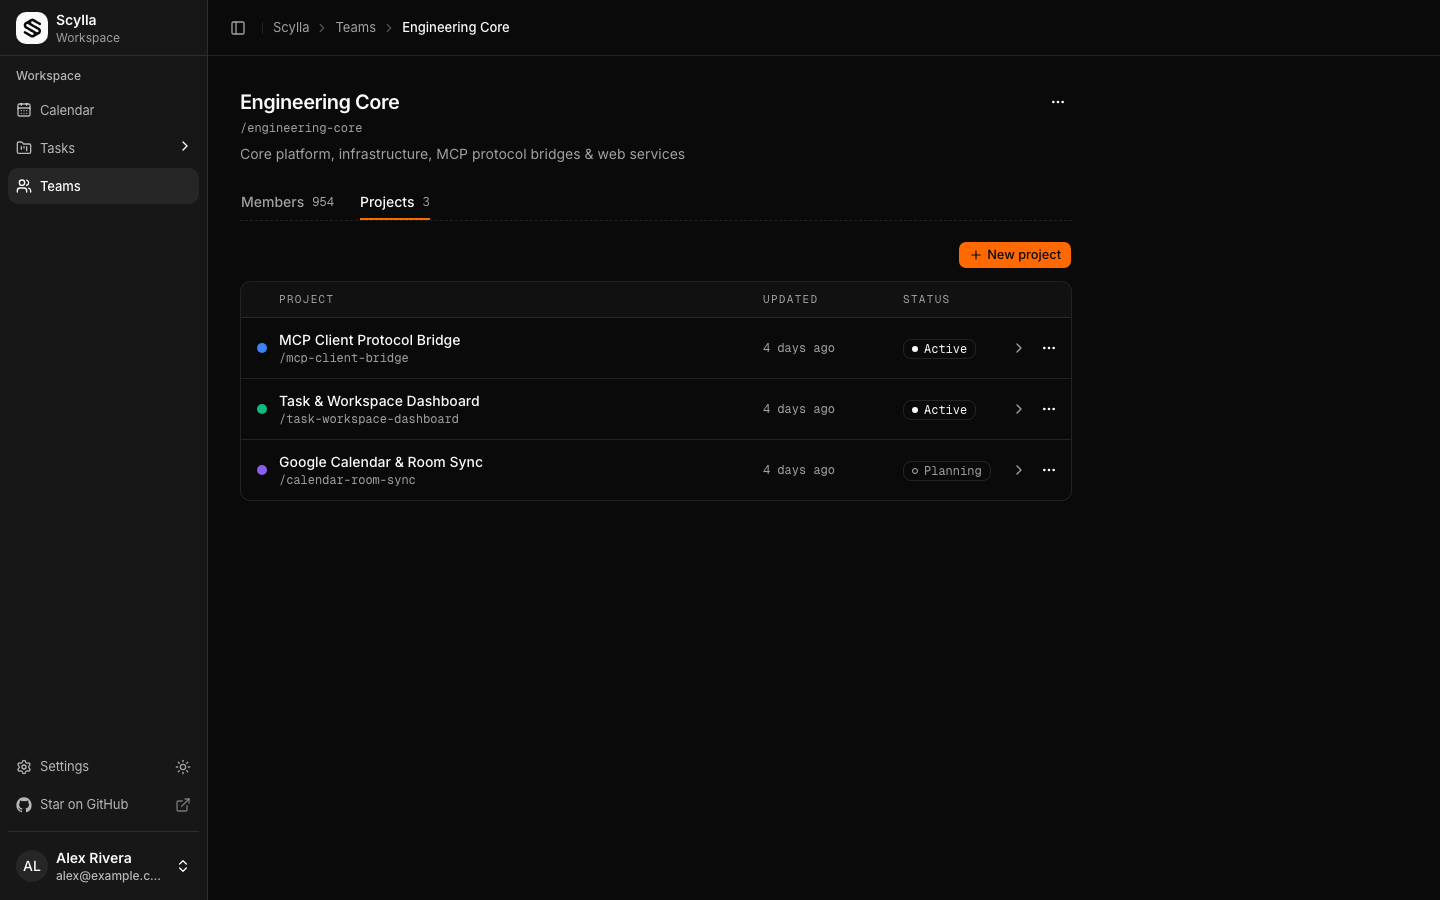 Scylla
Workspace
Workspace
Calendar
Tasks
Teams
Settings
Star on GitHub
AL
Alex Rivera
alex@example.c...
Scylla
Teams
Engineering Core
Engineering Core
/engineering-core
Core platform, infrastructure, MCP protocol bridges & web services
Members 954
Projects 3
New project
PROJECT UPDATED STATUS
MCP Client Protocol Bridge
/mcp-client-bridge
4 days ago
Active
Task & Workspace Dashboard
/task-workspace-dashboard
4 days ago
Active
Google Calendar & Room Sync
/calendar-room-sync
4 days ago
Planning